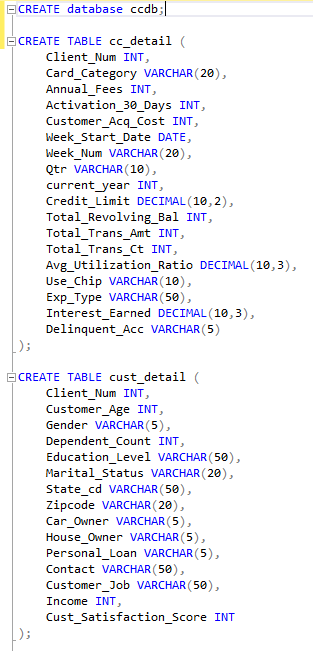 CREATE database ccdb;
CREATE TABLE cc_detail (
Client_Num INT,
Card_Category VARCHAR(20),
Annual_Fees INT,
Activation_30_Days INT,
Customer_Acq_Cost INT,
Week_Start_Date DATE,
Week_Num VARCHAR(20),
Qtr VARCHAR(10),
current_year INT,
Credit_Limit DECIMAL(10,2),
Total_Revolving_Bal INT,
Total_Trans_Amt INT,
Total_Trans_Ct INT,
Avg_Utilization_Ratio DECIMAL(10,3),
Use_Chip VARCHAR(10),
Exp_Type VARCHAR(50),
Interest_Earned DECIMAL(10,3),
Delinquent_Acc VARCHAR(5)
);
CREATE TABLE cust_detail (
Client_Num INT,
Customer_Age INT,
Gender VARCHAR(5),
Dependent_Count INT,
Education_Level VARCHAR(50),
Marital_Status VARCHAR(20),
State_cd VARCHAR(50),
Zipcode VARCHAR(20),
Car_Owner VARCHAR(5),
House_Owner VARCHAR(5),
Personal_Loan VARCHAR(5),
Contact VARCHAR(50),
Customer_Job VARCHAR(50),
Income INT,
Cust_Satisfaction_Score INT
);